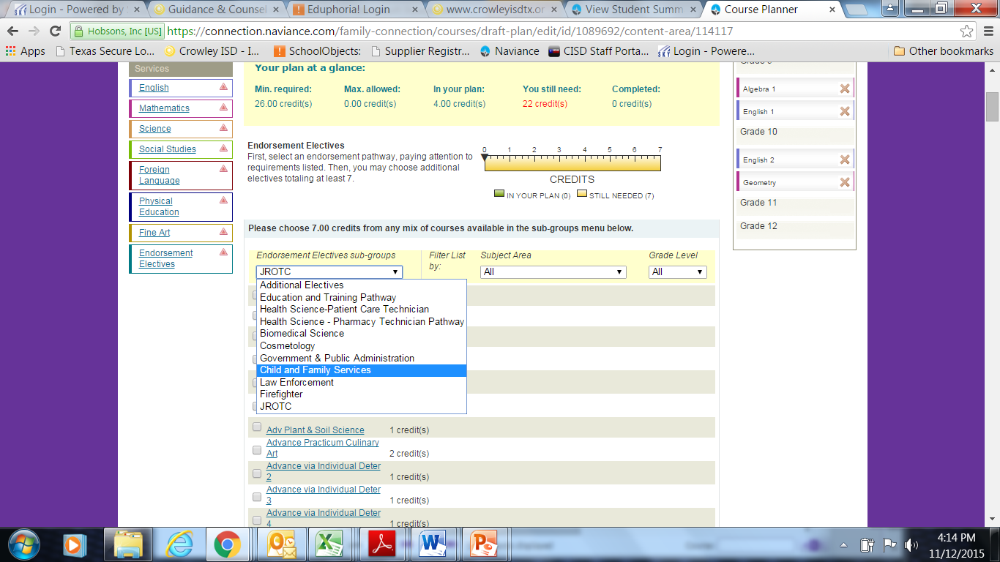 Login - Powered by S
Guidance & Counsel
Eduphoria! Login
www.crowleyisdtx.or
View Student Summ
Course Planner
Hobsons, Inc [US]
https://connection.naviance.com/family-connection/courses/draft-plan/edit/id/1089692/content-area/114117
Apps
Texas Secure Lo...
Crowley ISD - I...
SchoolObjects:
Supplier Registr...
Naviance
CISD Staff Porta...
Login - Powere...
Other bookmarks
Services
English
Mathematics
Science
Social Studies
Foreign
Language
Physical
Education
Fine Art
Endorsement
Electives
Your plan at a glance:
Min. required: Max. allowed: In your plan: You still need: Completed:
26.00 credit(s) 0.00 credit(s) 4.00 credit(s) 22 credit(s) 0 credit(s)
Endorsement Electives
First, select an endorsement pathway, paying attention to
requirements listed. Then, you may choose additional
electives totaling at least 7.
0 1 2 3 4 5 6 7
CREDITS
IN YOUR PLAN (0) STILL NEEDED (7)
Please choose 7.00 credits from any mix of courses available in the sub-groups menu below.
Endorsement Electives sub-groups
JROTC
Filter List
by:
Subject Area
All
Grade Level
All
Additional Electives
Education and Training Pathway
Health Science-Patient Care Technician
Health Science - Pharmacy Technician Pathway
Biomedical Science
Cosmetology
Government & Public Administration
Child and Family Services
Law Enforcement
Firefighter
JROTC
Adv Plant & Soil Science 1 credit(s)
Advance Practicum Culinary
Art 2 credit(s)
Advance via Individual Deter
2 1 credit(s)
Advance via Individual Deter
3 1 credit(s)
Advance via Individual Deter
4 1 credit(s)
Algebra 1
English 1
Grade 10
English 2
Geometry
Grade 11
Grade 12
4:14 PM
11/12/2015